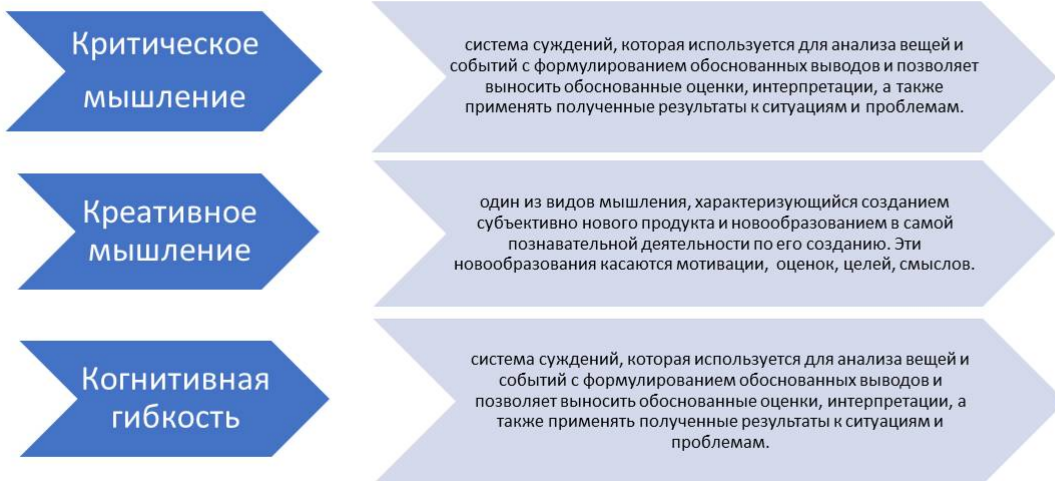 Критическое
мышление
система суждений, которая используется для анализа вещей и
событий с формулированием обоснованных выводов и позволяет
выносить обоснованные оценки, интерпретации, а также
применять полученные результаты к ситуациям и проблемам.
Креативное
мышление
один из видов мышления, характеризующийся созданием
субъективно нового продукта и новообразованием в самой
познавательной деятельности по его созданию. Эти
новообразования касаются мотивации, оценок, целей, смыслов.
Когнитивная
гибкость
система суждений, которая используется для анализа вещей и
событий с формулированием обоснованных выводов и
позволяет выносить обоснованные оценки, интерпретации, а
также применять полученные результаты к ситуациям и
проблемам.